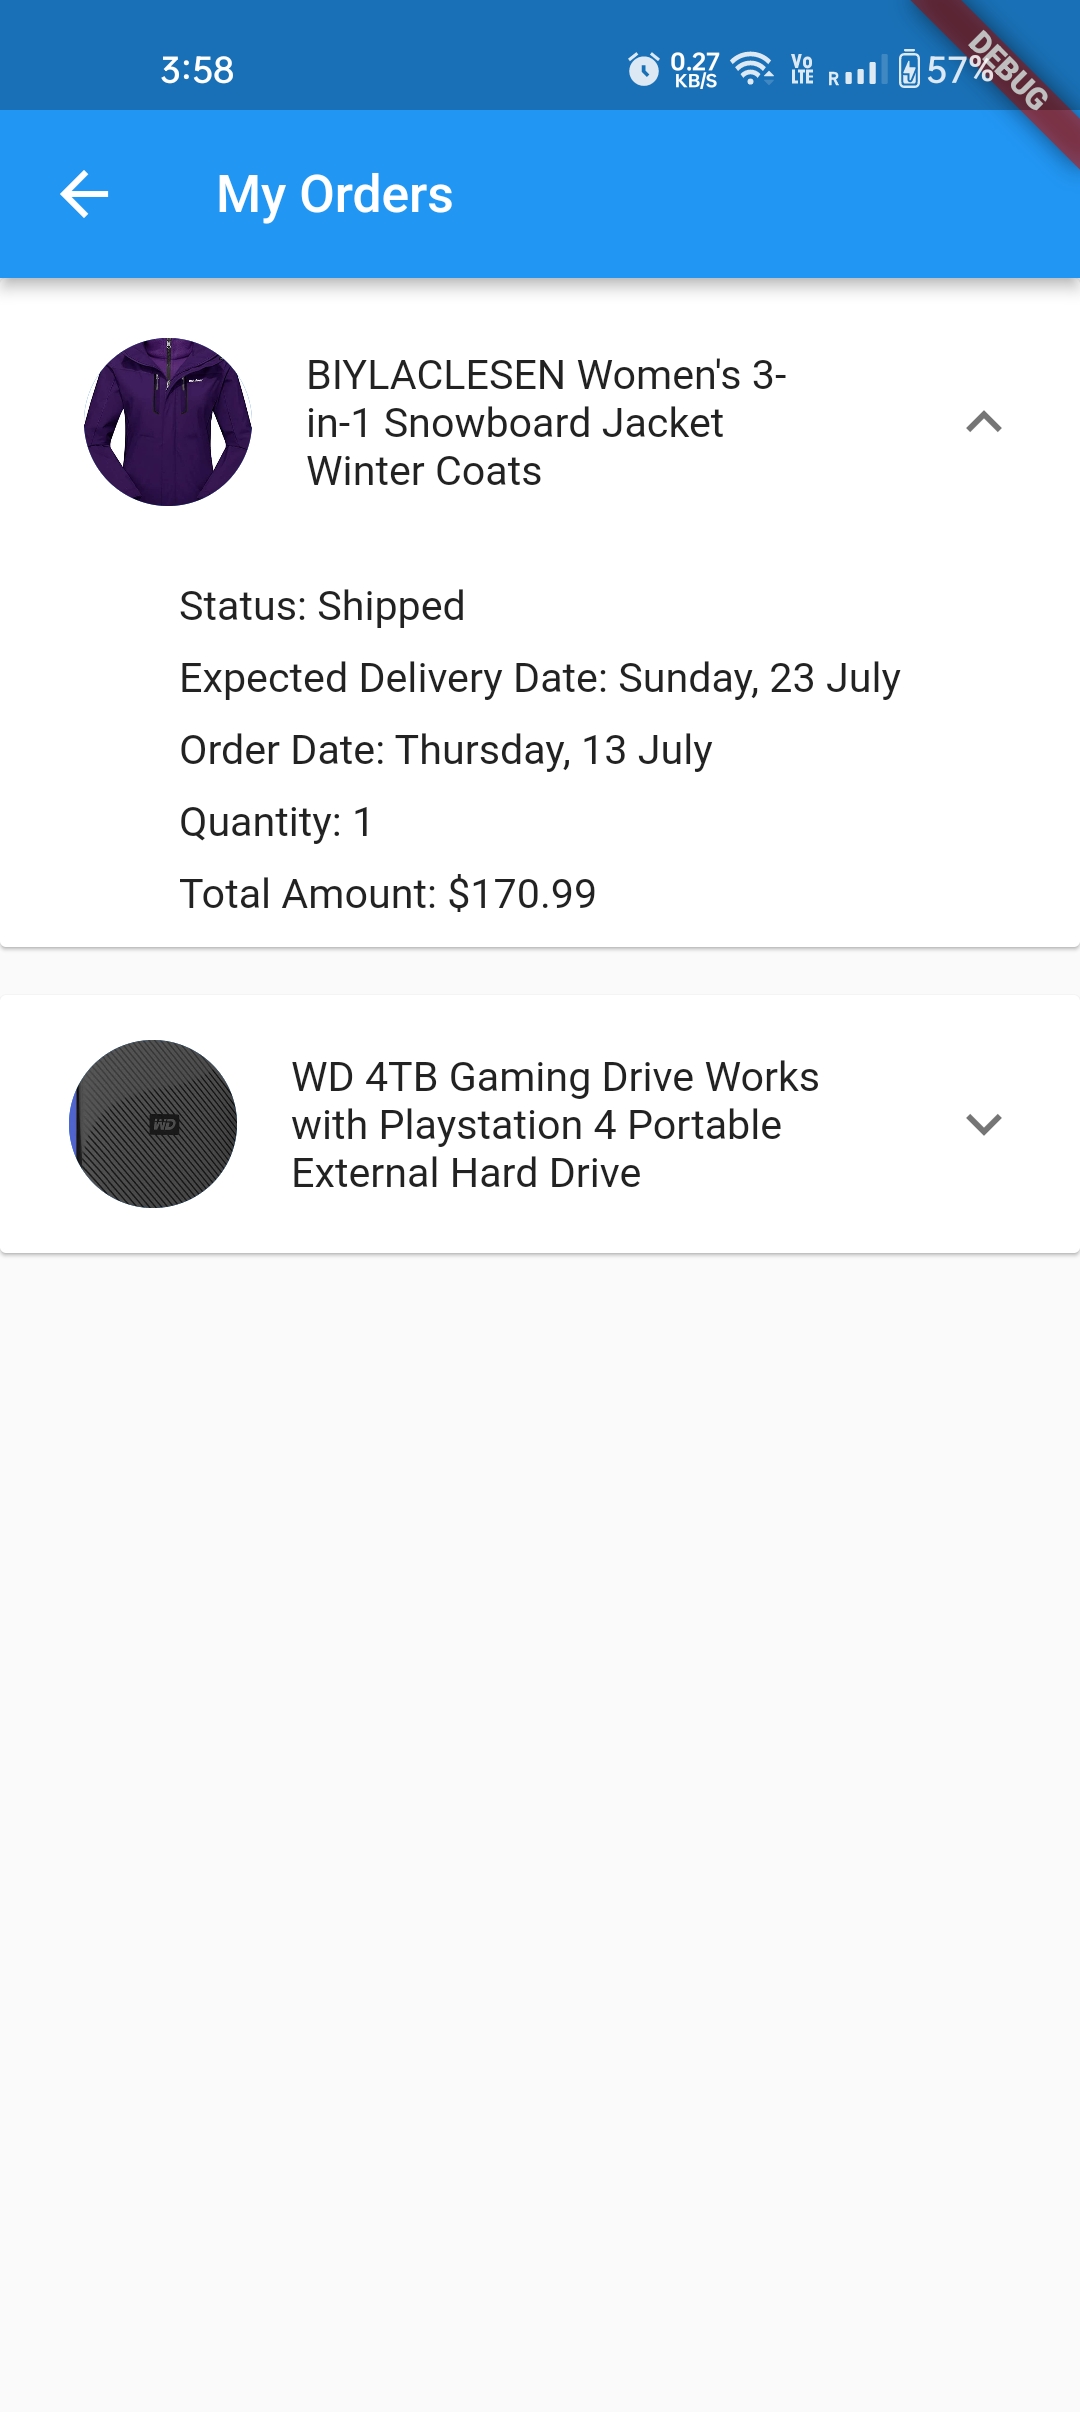 3:58
0.27
KB/S
Vo
LTE
R
57%
DEBUG
My Orders
BIYLACLESEN Women's 3-
in-1 Snowboard Jacket
Winter Coats
Status: Shipped
Expected Delivery Date: Sunday, 23 July
Order Date: Thursday, 13 July
Quantity: 1
Total Amount: $170.99
WD
WD 4TB Gaming Drive Works
with Playstation 4 Portable
External Hard Drive